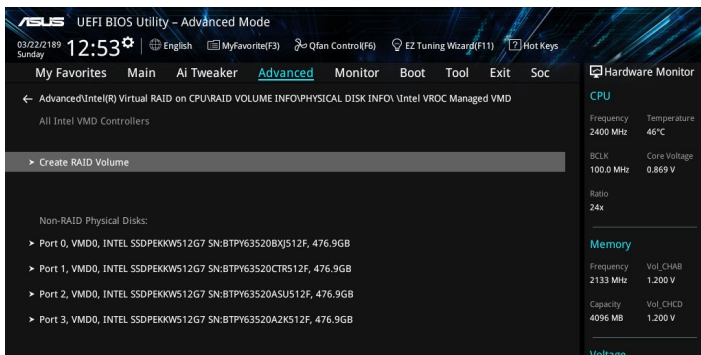 ASUS UEFI BIOS Utility – Advanced Mode
03/22/2189 Sunday 12:53 English MyFavorite(F3) Qfan Control(F6) EZ Tuning Wizard(F11) Hot Keys
My Favorites Main Ai Tweaker Advanced Monitor Boot Tool Exit Soc
Advanced\Intel(R) Virtual RAID on CPU\RAID VOLUME INFO\PHYSICAL DISK INFO\ \Intel VROC Managed VMD
All Intel VMD Controllers
Create RAID Volume
Non-RAID Physical Disks:
Port 0, VMD0, INTEL SSDPEKKW512G7 SN:BTPY63520BXJ512F, 476.9GB
Port 1, VMD0, INTEL SSDPEKKW512G7 SN:BTPY63520CTR512F, 476.9GB
Port 2, VMD0, INTEL SSDPEKKW512G7 SN:BTPY63520ASU512F, 476.9GB
Port 3, VMD0, INTEL SSDPEKKW512G7 SN:BTPY63520A2K512F, 476.9GB
Hardware Monitor
CPU
Frequency Temperature
2400 MHz 46°C
BCLK Core Voltage
100.0 MHz 0.869 V
Ratio
24x
Memory
Frequency Vol_CHAB
2133 MHz 1.200 V
Capacity Vol_CHCD
4096 MB 1.200 V
Voltage